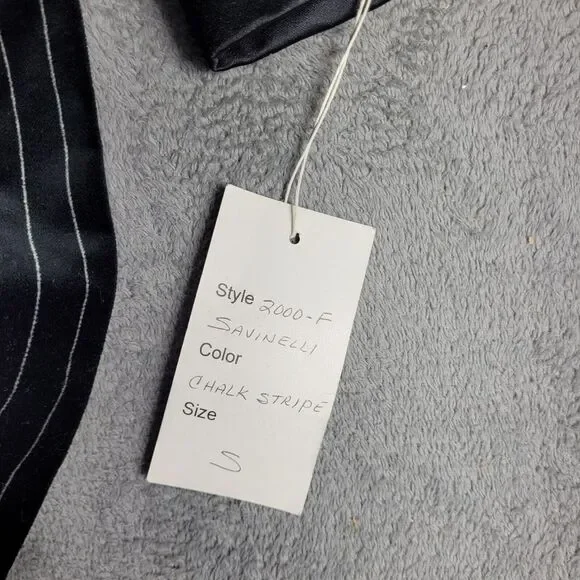 Style 2000-F
SAVINELLI
Color
CHALK STRIPE
Size
S